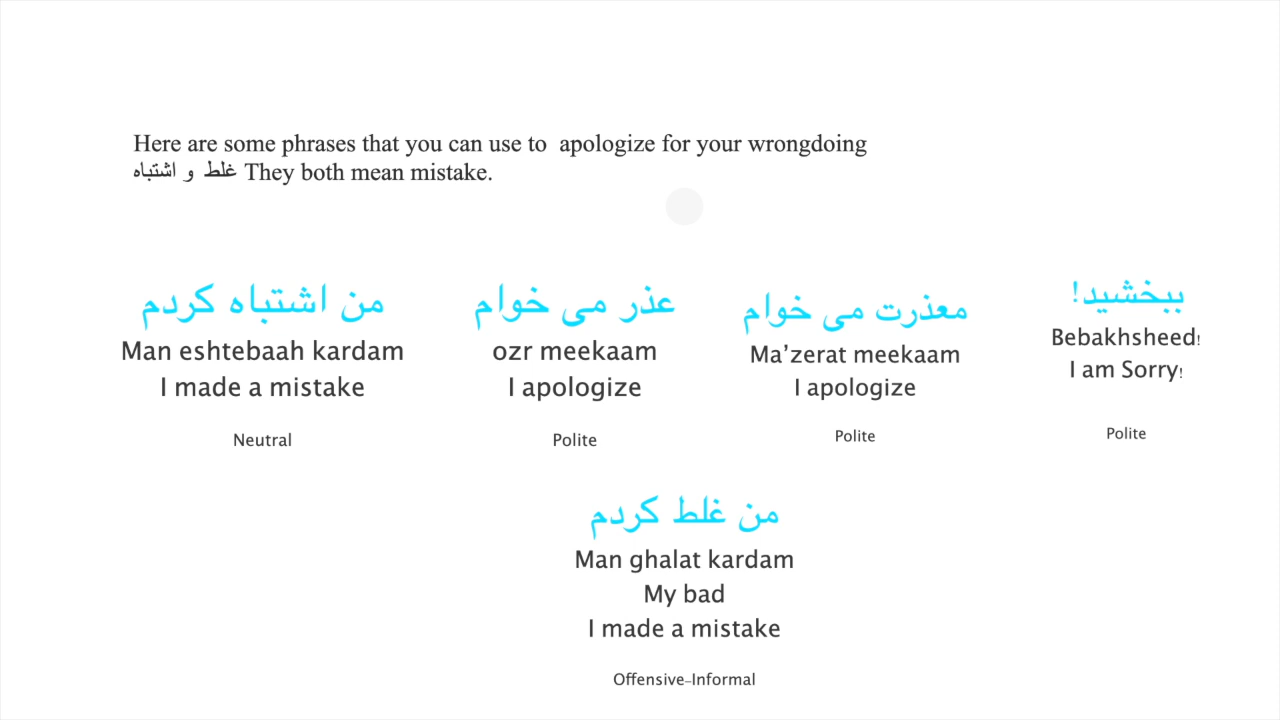 Here are some phrases that you can use to apologize for your wrongdoing
غلط و اشتباه They both mean mistake.
من اشتباه کردم
Man eshtebaah kardam
I made a mistake
Neutral
عذر می خوام
ozr meekaam
I apologize
Polite
معذرت می خوام
Ma’zerat meekaam
I apologize
Polite
ببخشید!
Bebakhsheed!
I am Sorry!
Polite
من غلط کردم
Man ghalat kardam
My bad
I made a mistake
Offensive-Informal